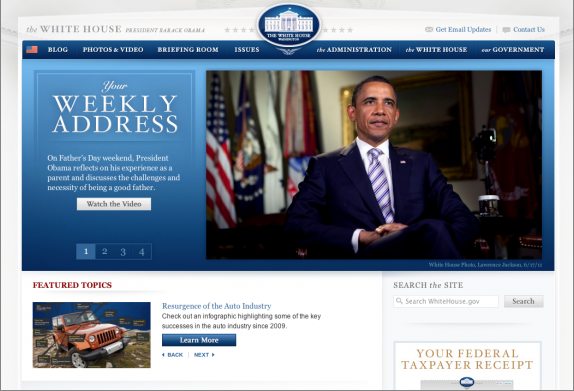 the WHITE HOUSE PRESIDENT BARACK OBAMA
THE WHITE HOUSE
WASHINGTON
Get Email Updates
Contact Us
BLOG PHOTOS & VIDEO BRIEFING ROOM ISSUES the ADMINISTRATION the WHITE HOUSE our GOVERNMENT
Your
WEEKLY
ADDRESS
On Father's Day weekend, President
Obama reflects on his experience as a
parent and discusses the challenges and
necessity of being a good father.
Watch the Video
1 2 3 4
White House Photo, Lawrence Jackson,
FEATURED TOPICS
Resurgence of the Auto Industry
Check out an infographic highlighting some of the key
successes in the auto industry since 2009.
Learn More
BACK | NEXT
SEARCH the SITE
Search WhiteHouse.gov
Search
YOUR FEDERAL
TAXPAYER RECEIPT